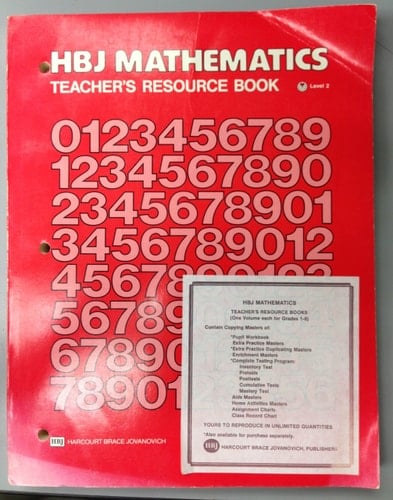 HBJ MATHEMATICS
TEACHER'S RESOURCE BOOK Level 2
0123456789
1234567890
2345678901
3456789012
4567890123
5
6789
78901
HBJ MATHEMATICS
TEACHER'S RESOURCE BOOKS
(One Volume each for Grades 1-8)
Contain Copying Masters of:
*Pupil Workbook
Extra Practice Masters
*Extra Practice Duplicating Masters
Enrichment Masters
*Complete Testing Program:
Inventory Test
Pretests
Posttests
Cumulative Tests
Mastery Test
Aids Masters
Home Activities Masters
Assignment Charts
Class Record Chart
YOURS TO REPRODUCE IN UNLIMITED QUANTITIES
*Also available for purchase separately.
HBJ HARCOURT BRACE JOVANOVICH, PUBLISHERS
HBJ HARCOURT BRACE JOVANOVICH